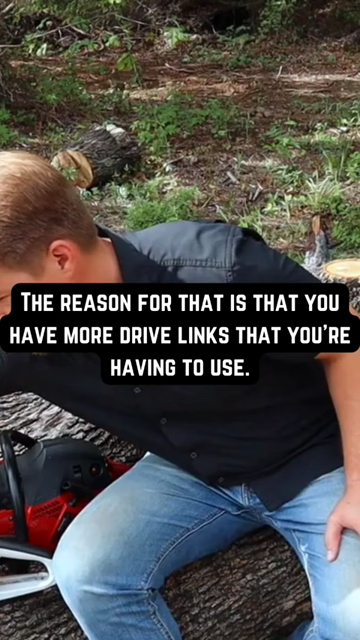 The reason for that is that you
have more drive links that you're
having to use.